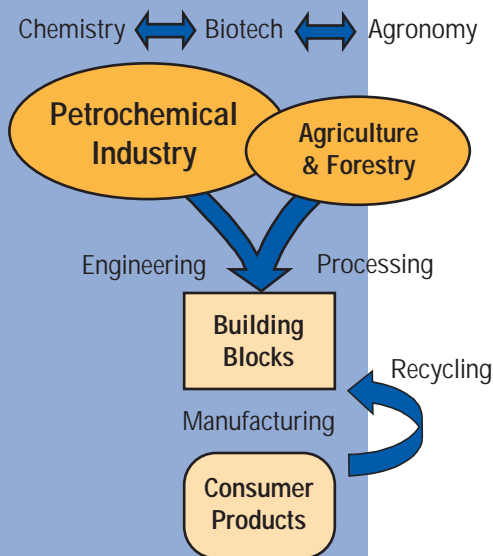 Chemistry Biotech Agronomy
Petrochemical
Industry
Agriculture
& Forestry
Engineering Processing
Building
Blocks
Recycling
Manufacturing
Consumer
Products